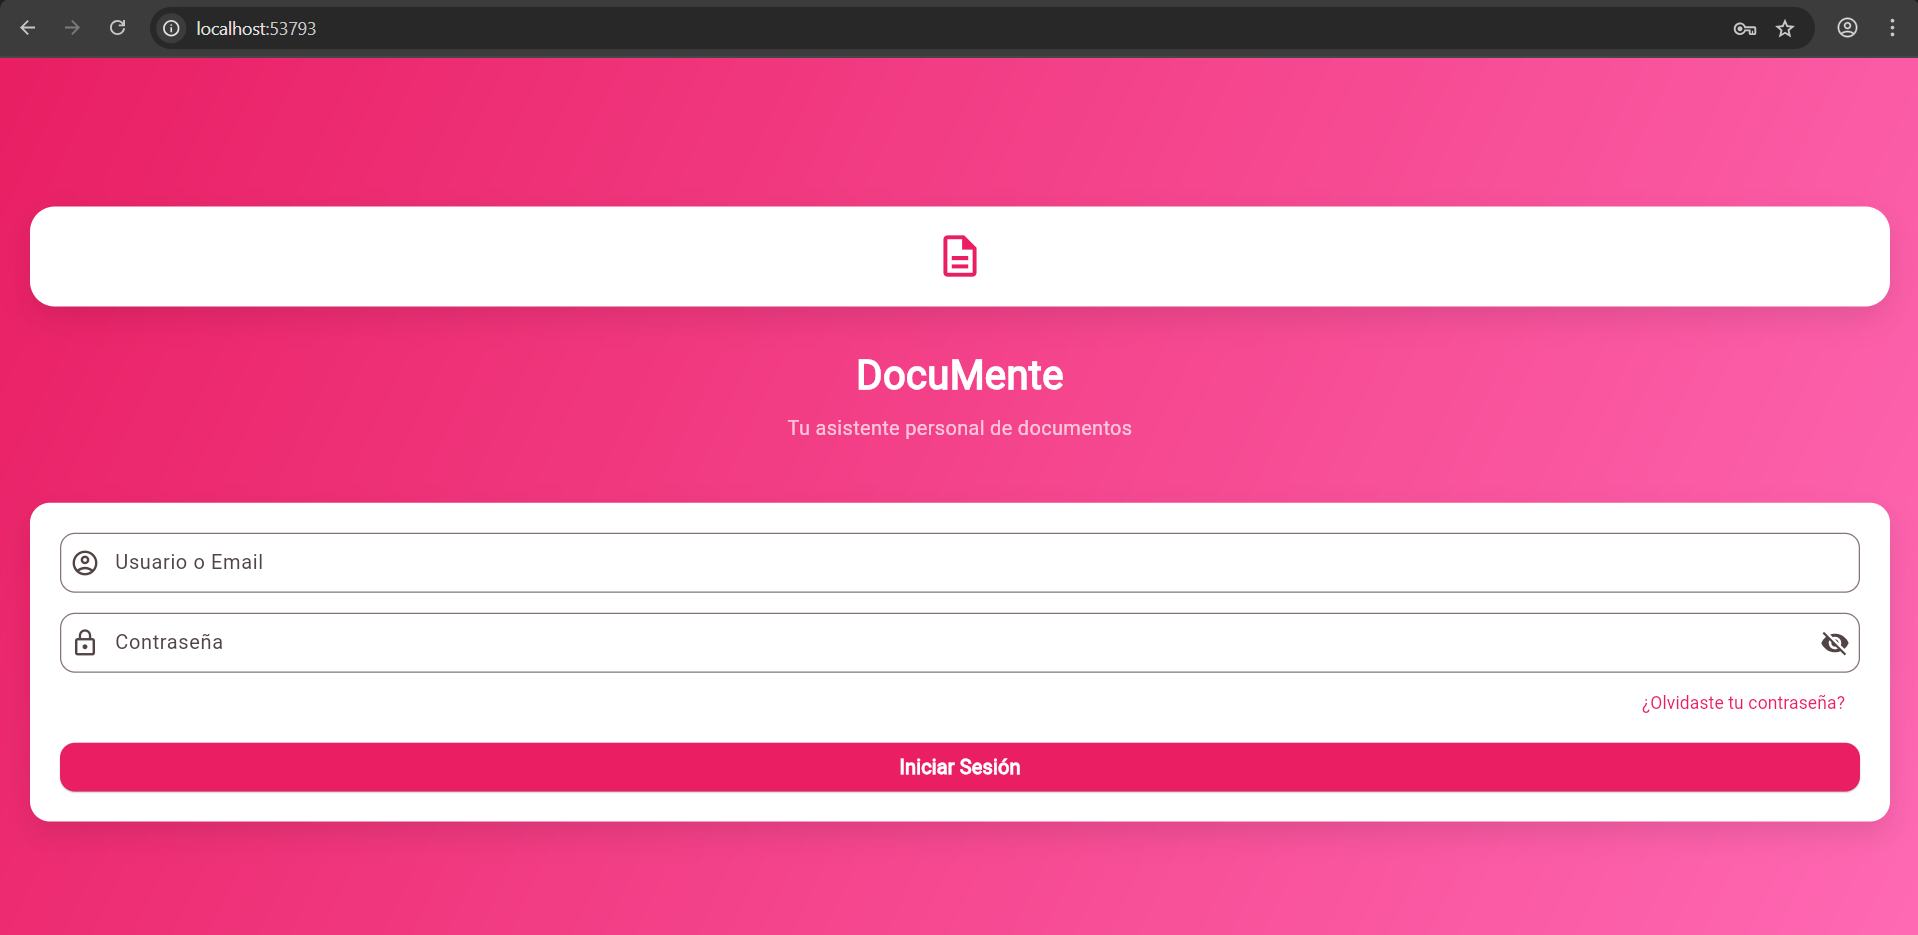 localhost:53793
DocuMente
Tu asistente personal de documentos
Usuario o Email
Contraseña
¿Olvidaste tu contraseña?
Iniciar Sesión